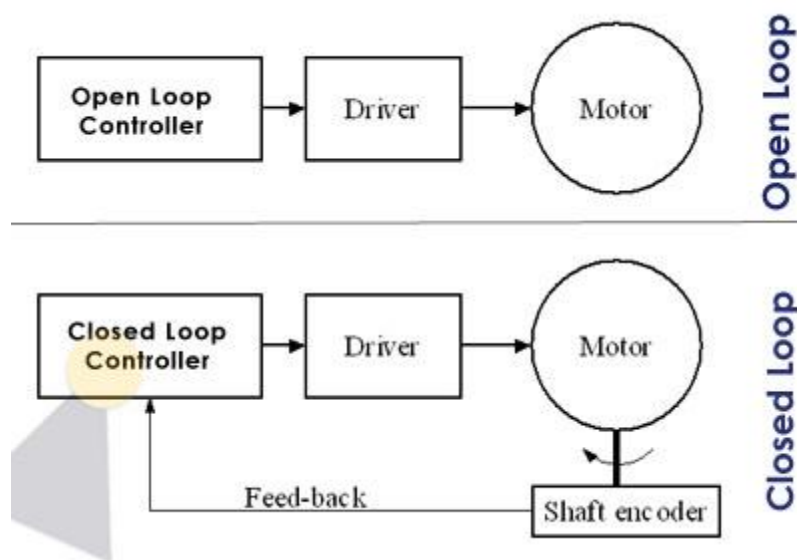 Open Loop
Controller
Driver
Motor
Open Loop
Closed Loop
Controller
Driver
Motor
Closed Loop
Feed-back
Shaft encoder